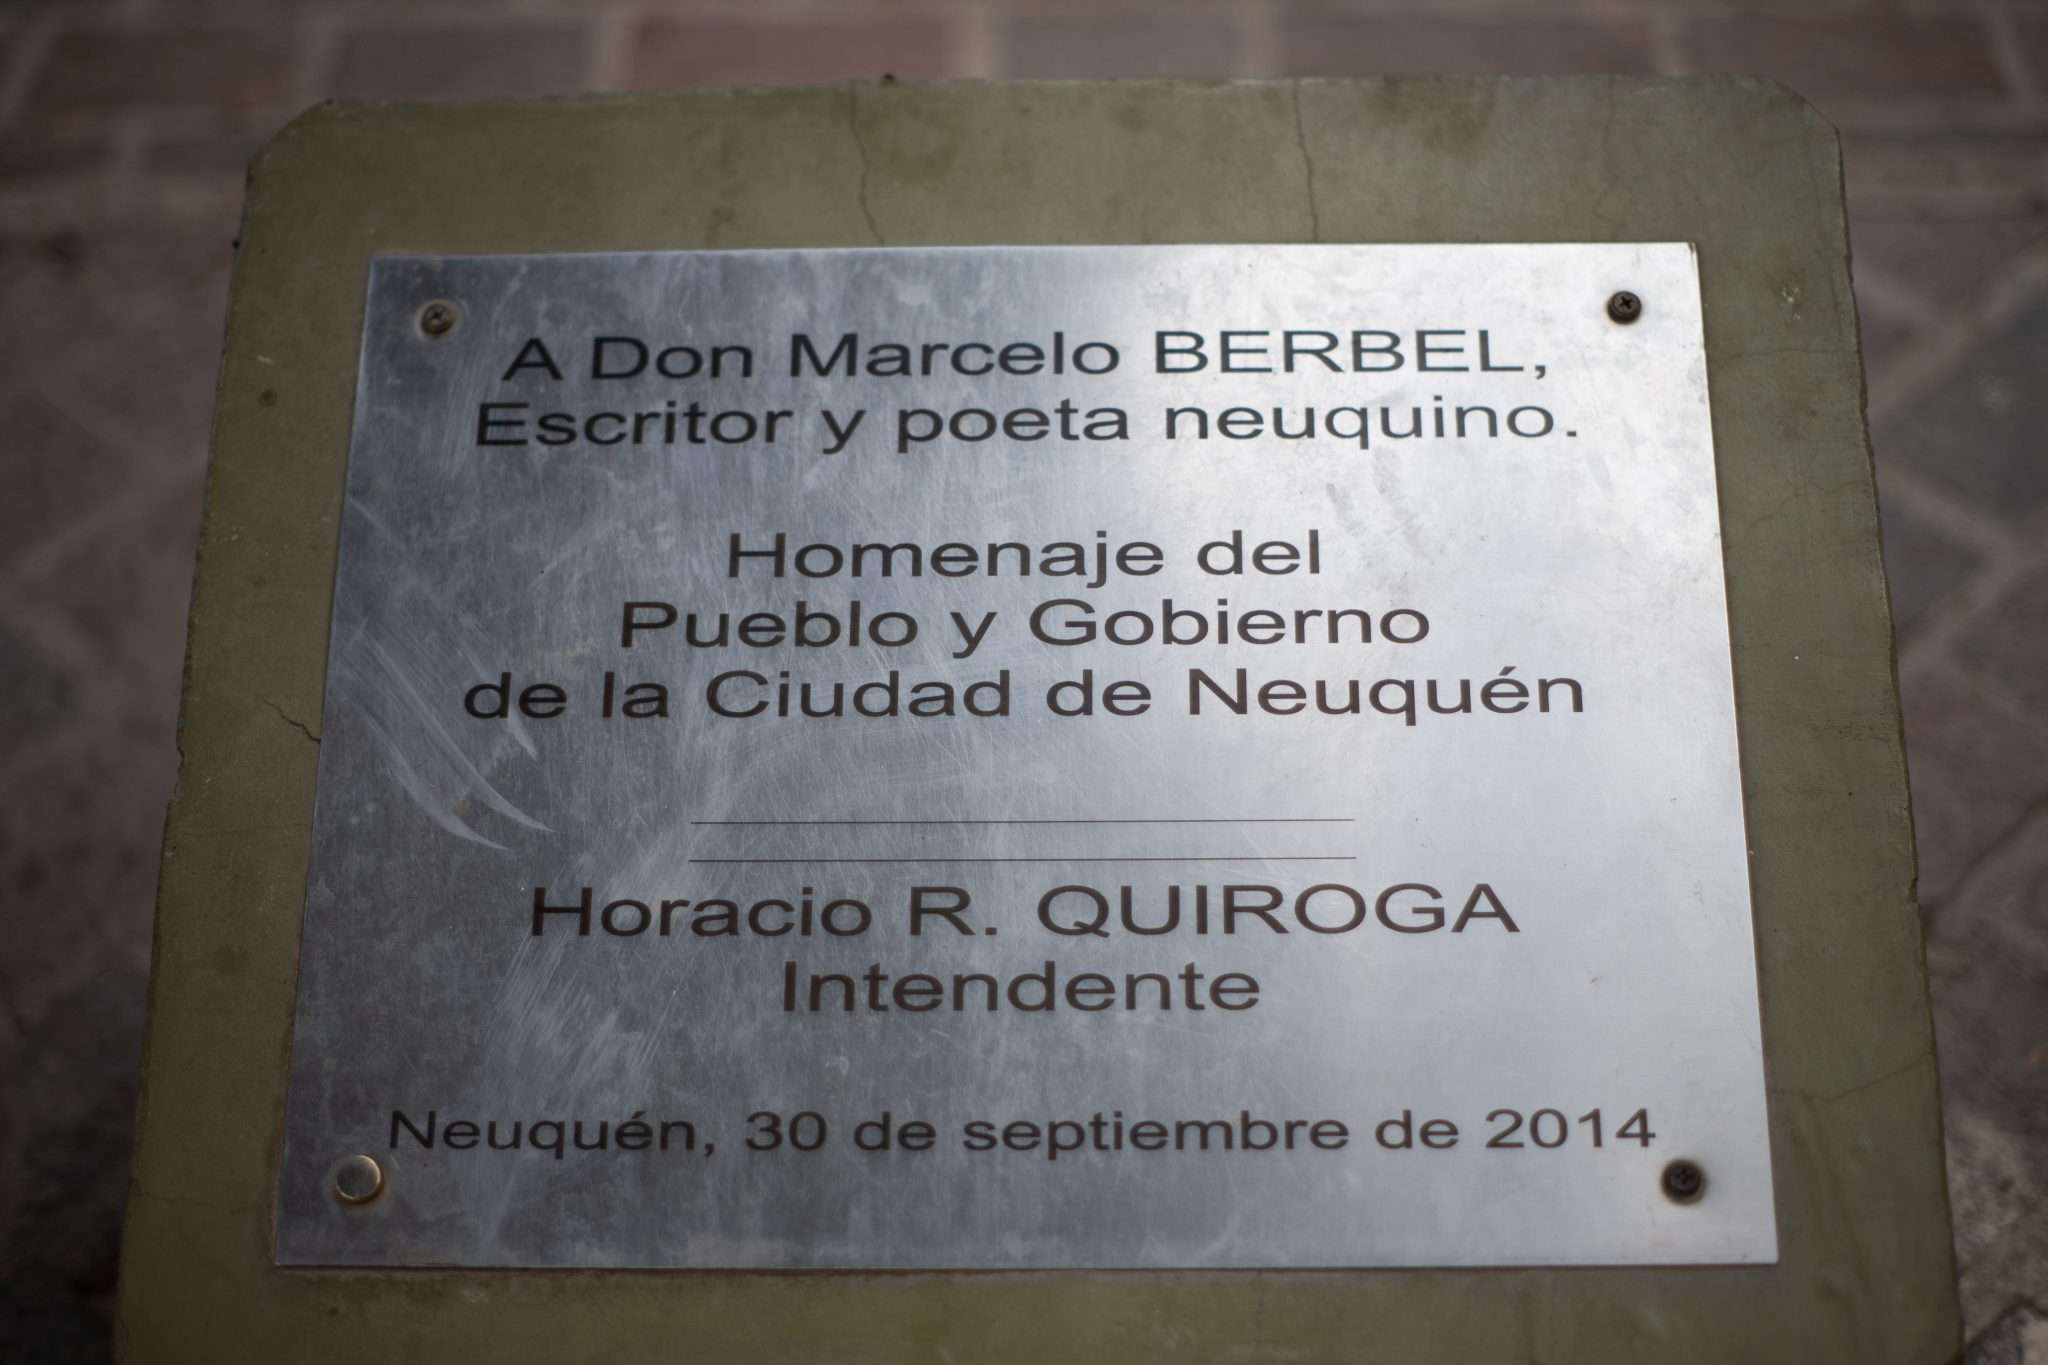 A Don Marcelo BERBEL,
Escritor y poeta neuquino.
Homenaje del
Pueblo y Gobierno
de la Ciudad de Neuquén
Horacio R. QUIROGA
Intendente
Neuquén, 30 de septiembre de 2014